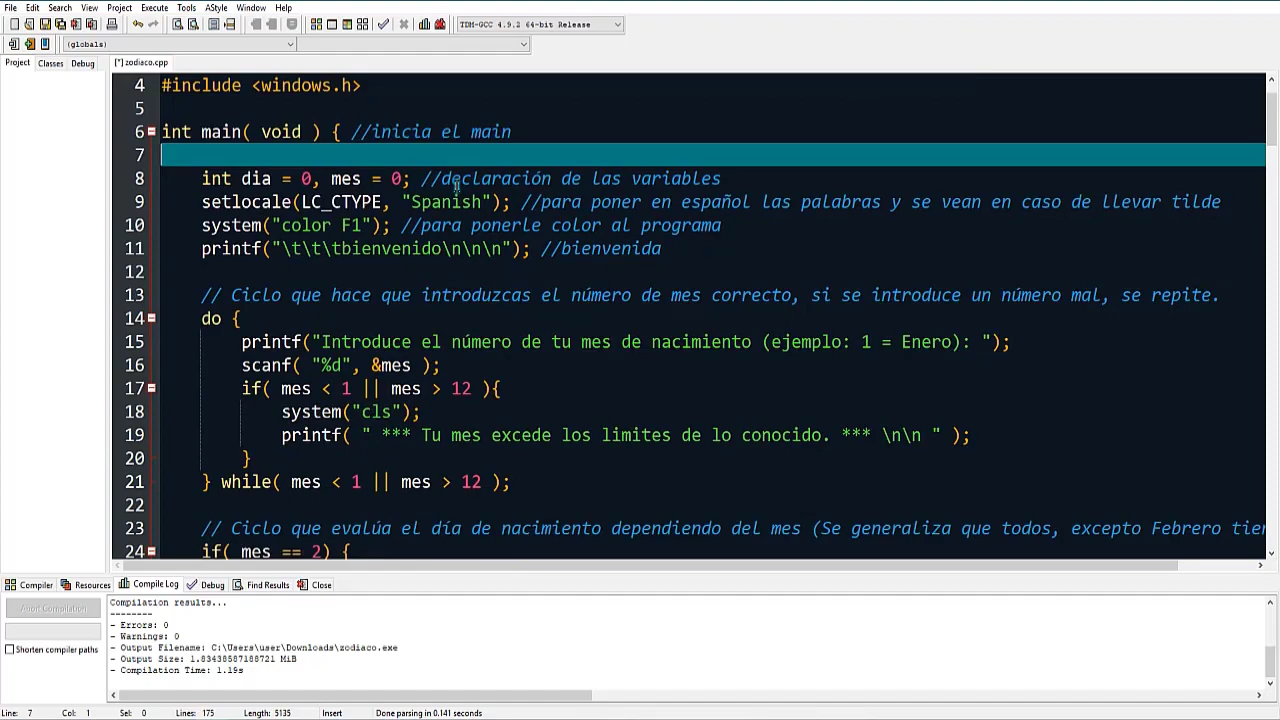 File Edit Search View Project Execute Tools AStyle Window Help
TDM-GCC 4.9.2 64-bit Release
(globals)
Project Classes Debug [*] zodiaco.cpp
4 #include <windows.h>
5
6 int main( void ) { //inicia el main
7
8 int dia = 0, mes = 0; //declaración de las variables
9 setlocale(LC_CTYPE, "Spanish"); //para poner en español las palabras y se vean en caso de llevar tilde
10 system("color F1"); //para ponerle color al programa
11 printf("\t\t\tbienvenido\n\n\n"); //bienvenida
12
13 // Ciclo que hace que introduzcas el número de mes correcto, si se introduce un número mal, se repite.
14 do {
15 printf("Introduce el número de tu mes de nacimiento (ejemplo: 1 = Enero): ");
16 scanf( "%d", &mes );
17 if( mes < 1 || mes > 12 ){
18 system("cls");
19 printf( " *** Tu mes excede los limites de lo conocido. *** \n\n " );
20 }
21 } while( mes < 1 || mes > 12 );
22
23 // Ciclo que evalúa el día de nacimiento dependiendo del mes (Se generaliza que todos, excepto Febrero tien
24 if( mes == 2) {
Compiler Resources Compile Log Debug Find Results Close
Abort Compilation
Shorten compiler paths
Compilation results...
--------
- Errors: 0
- Warnings: 0
- Output Filename: C:\Users\user\Downloads\zodiaco.exe
- Output Size: 1.83438587188721 MiB
- Compilation Time: 1.19s
Line: 7 Col: 1 Sel: 0 Lines: 175 Length: 5135 Insert Done parsing in 0.141 seconds